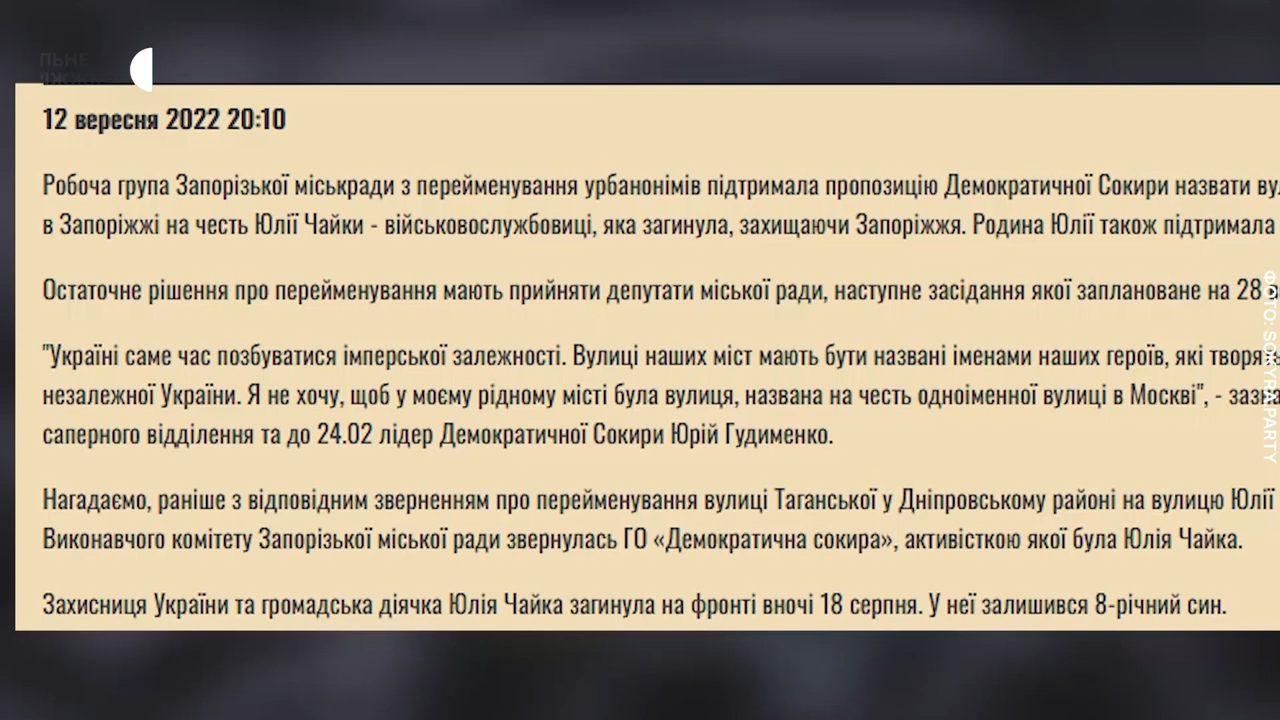 12 вересня 2022 20:10
Робоча група Запорізької міськради з перейменування урбанонімів підтримала пропозицію Демократичної Сокири назвати
в Запоріжжі на честь Юлії Чайки - військовослужбовиці, яка загинула, захищаючи Запоріжжя. Родина Юлії також підтримала
Остаточне рішення про перейменування мають прийняти депутати міської ради, наступне засідання якої заплановане на 28
"Україні саме час позбуватися імперської залежності. Вулиці наших міст мають бути названі іменами наших героїв, які
незалежної України. Я не хочу, щоб у моєму рідному місті була вулиця, названа на честь одноіменної вулиці в Москві", -
саперного відділення та до 24.02 лідер Демократичної Сокири Юрій Гудименко.
Нагадаємо, раніше з відповідним зверненням про перейменування вулиці Таганської у Дніпровському районі на вулицю Юлії
Виконавчого комітету Запорізької міської ради звернулась ГО «Демократична сокира», активісткою якої була Юлія Чайка.
Захисниця України та громадська діячка Юлія Чайка загинула на фронті вночі 18 серпня. У неї залишився 8-річний син.
ФОТО: SOKYRA.PARTY